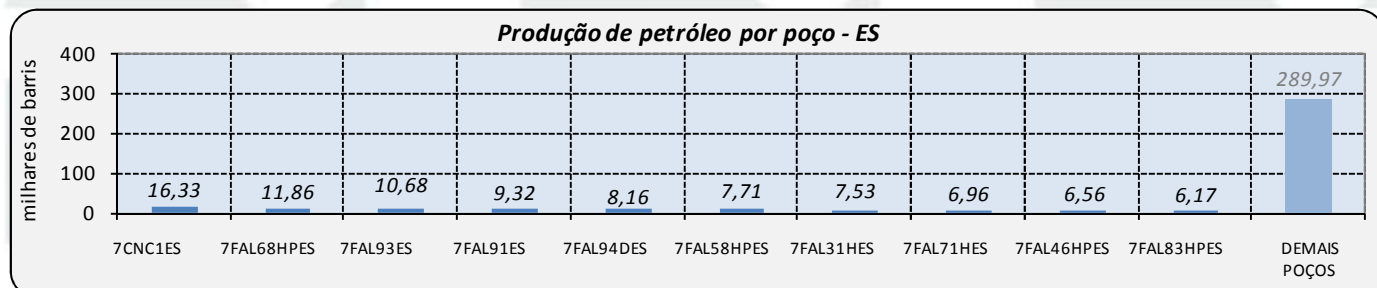 Produção de petróleo por poço - ES
milhares de barris
400
300
200
100
0
16,33 11,86 10,68 9,32 8,16 7,71 7,53 6,96 6,56 6,17 289,97
7CNC1ES 7FAL68HPES 7FAL93ES 7FAL91ES 7FAL94DES 7FAL58HPES 7FAL31HES 7FAL71HES 7FAL46HPES 7FAL83HPES DEMAIS
POÇOS